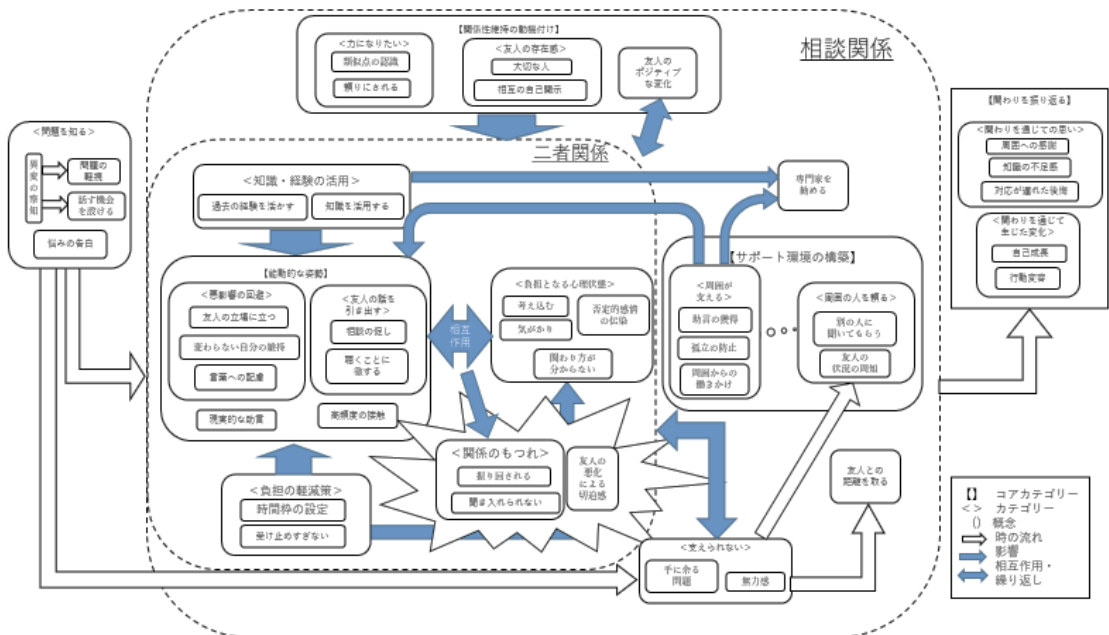 相談関係
【関係性維持の動機付け】
<力になりたい>
類似点の認識
頼りにされる
<友人の存在感>
大切な人
相互の自己開示
友人の
ポジティブ
な変化
<問題を知る>
異変の察知
問題の
軽視
話す機会
を設ける
悩みの告白
二者関係
<知識・経験の活用>
過去の経験を活かす
知識を活用する
専門家を
勧める
【能動的な姿勢】
<悪影響の回避>
友人の立場に立つ
変わらない自分の維持
言葉への配慮
<友人の陰を
引き出す>
相談の促し
聴くことに
徹する
現実的な助言
高頻度の接触
相互
作用
<負担となる心理状態>
考え込む
気がかり
否定的感情
の伝染
関わり方が
分からない
【サポート環境の構築】
<周囲が
支える>
助言の獲得
孤立の防止
周囲からの
働きかけ
<周囲の人を頼る>
別の人に
聞いてもらう
友人の
状況の周知
<関係のもつれ>
振り回される
聞き入れられない
友人の
悪化
による
切迫感
<負担の軽減策>
時間枠の設定
受け止めすぎない
<支えられない>
手に余る
問題
無力感
友人との
距離を取る
【関わりを振り返る】
<関わりを通じての思い>
周囲への感謝
知識の不足感
対応が遅れた後悔
<関わりを通じて
生じた変化>
自己成長
行動変容
【】 コアカテゴリー
<> カテゴリー
() 概念
時の流れ
影響
相互作用・
繰り返し